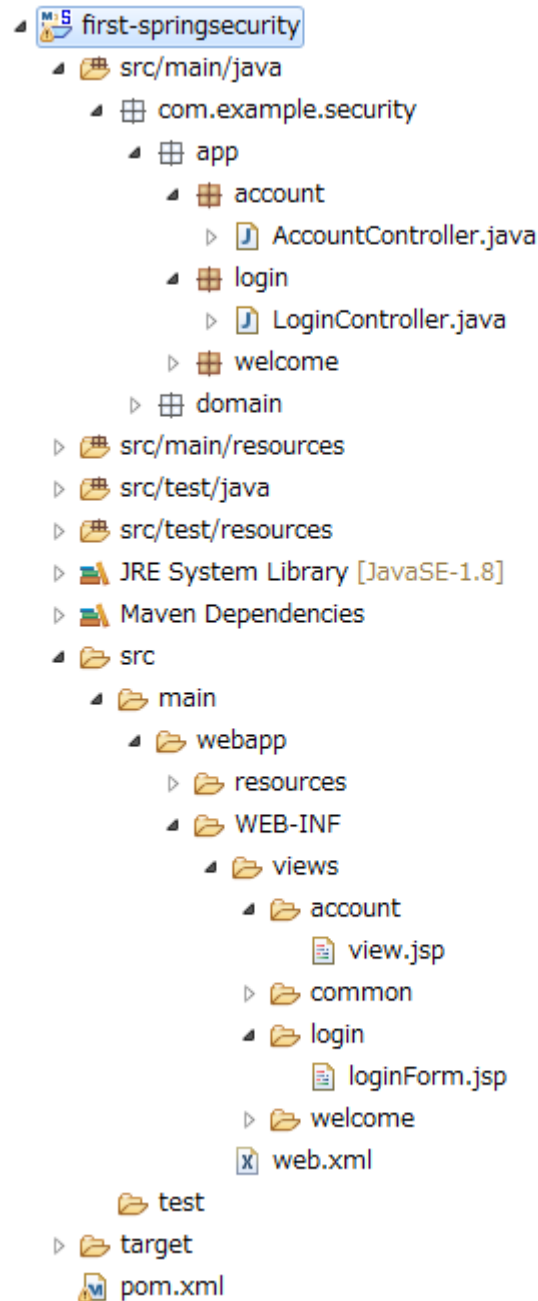 first-springsecurity
src/main/java
com.example.security
app
account
AccountController.java
login
LoginController.java
welcome
domain
src/main/resources
src/test/java
src/test/resources
JRE System Library [JavaSE-1.8]
Maven Dependencies
src
main
webapp
resources
WEB-INF
views
account
view.jsp
common
login
loginForm.jsp
welcome
web.xml
test
target
pom.xml